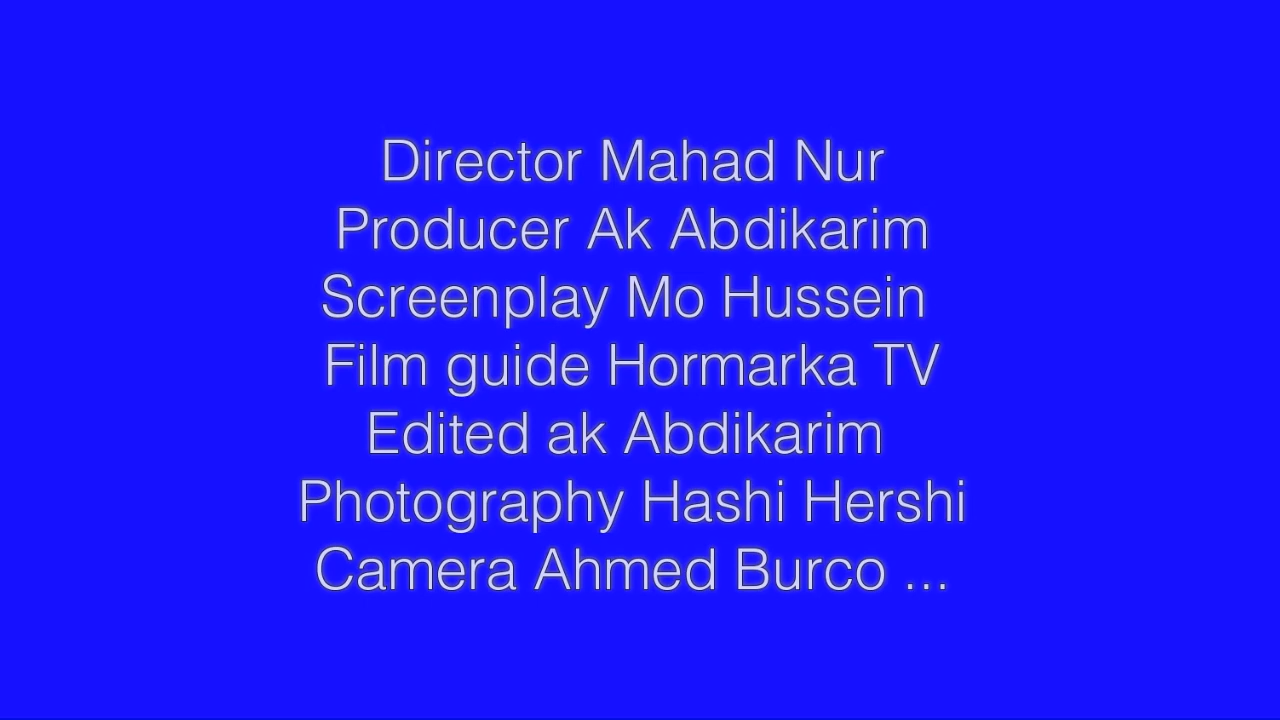 Director Mahad Nur
Producer Ak Abdikarim
Screenplay Mo Hussein
Film guide Hormarka TV
Edited ak Abdikarim
Photography Hashi Hershi
Camera Ahmed Burco ...